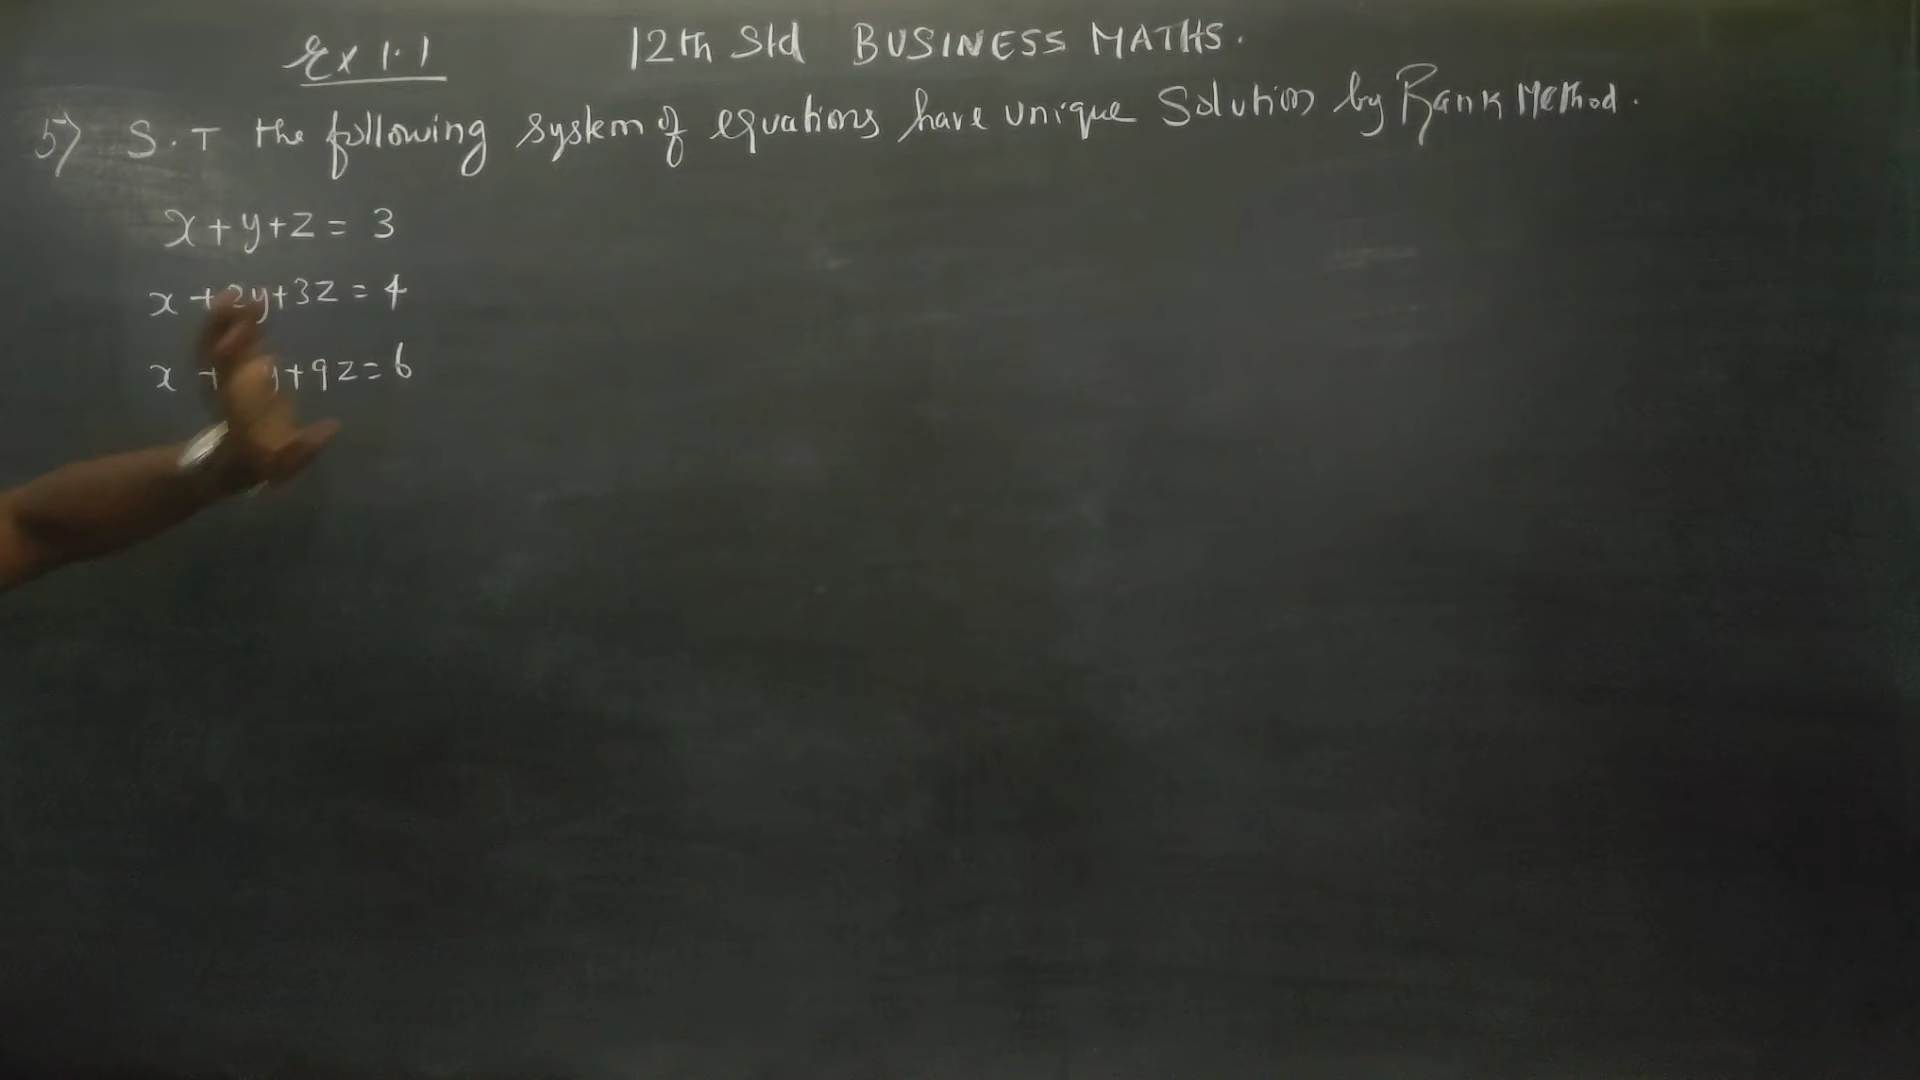 Ex 1.1
12th Std BUSINESS MATHS.
5) S.T the following system of equations have unique Solution by Rank Method.
x+y+z= 3
x +2y+3z=4
x + y+9z=6